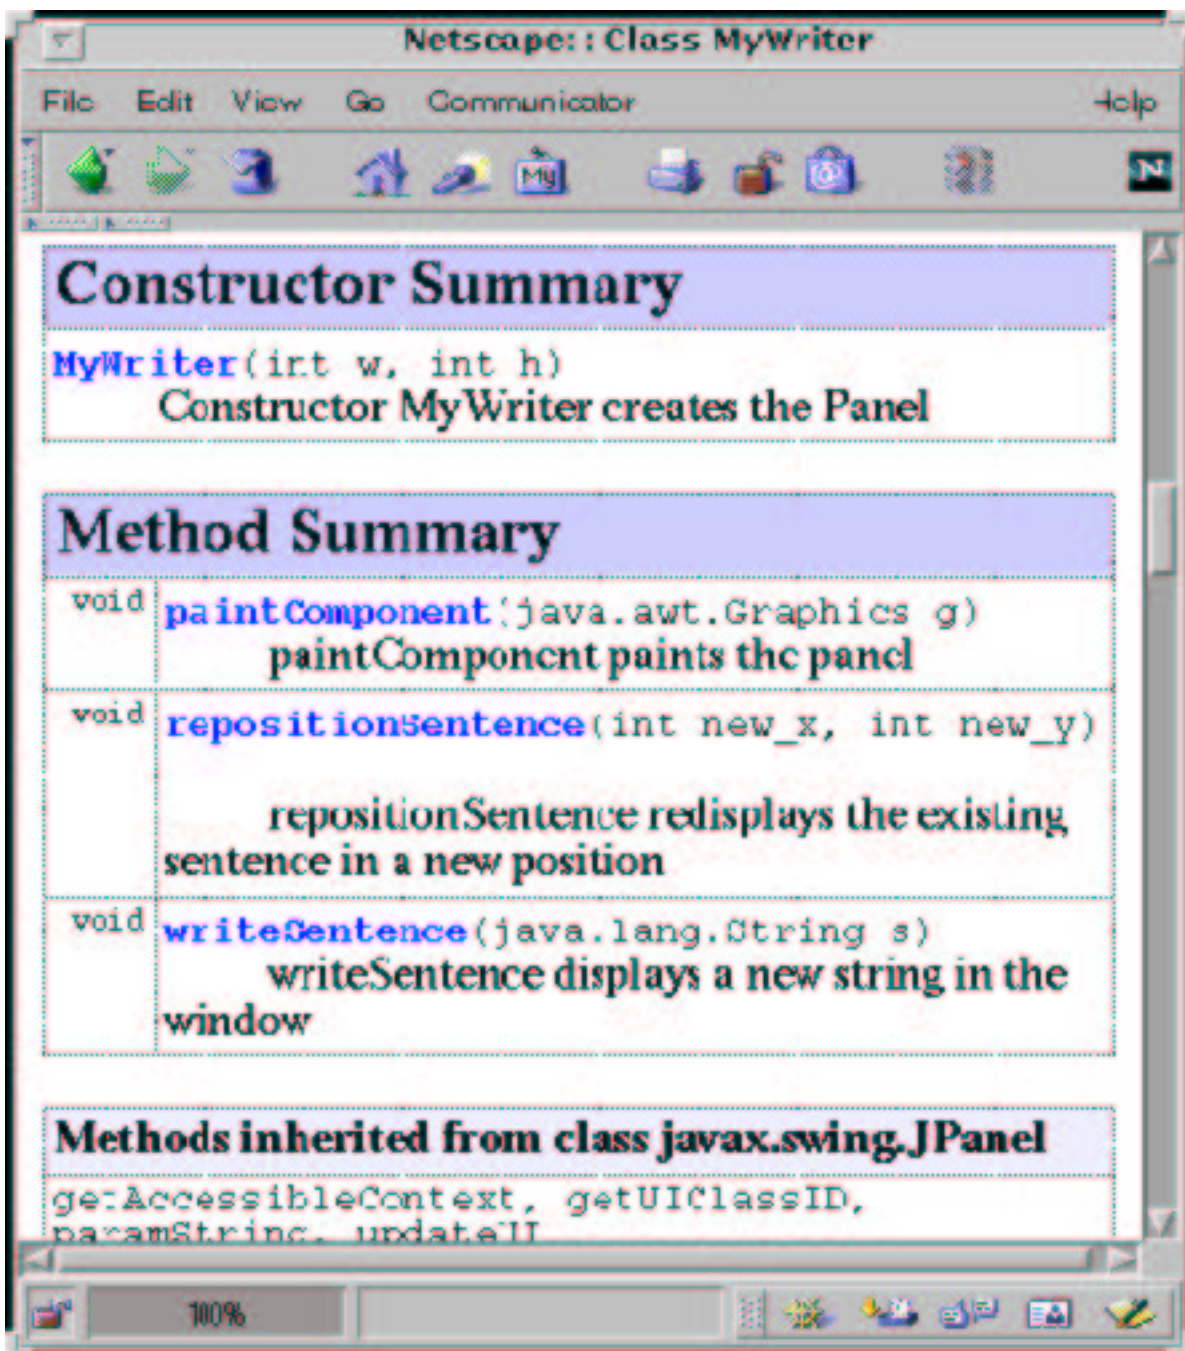 Netscape: : Class MyWriter
File Edit View Go Communicator Help
My
N
Constructor Summary
MyWriter(int w, int h)
Constructor MyWriter creates the Panel
Method Summary
void paintComponent(java.awt.Graphics g)
paintComponent paints the panel
void repositionSentence(int new_x, int new_y)
repositionSentence redisplays the existing
sentence in a new position
void writeSentence(java.lang.String s)
writeSentence displays a new string in the
window
Methods inherited from class javax.swing.JPanel
getAccessibleContext, getUIClassID,
paramString, updateUI
100%